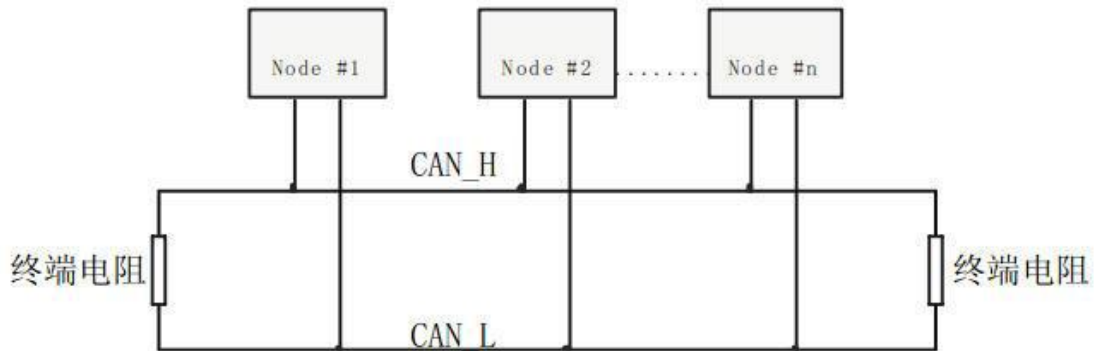 Node #1
Node #2
........
Node #n
CAN_H
终端电阻
终端电阻
CAN_L